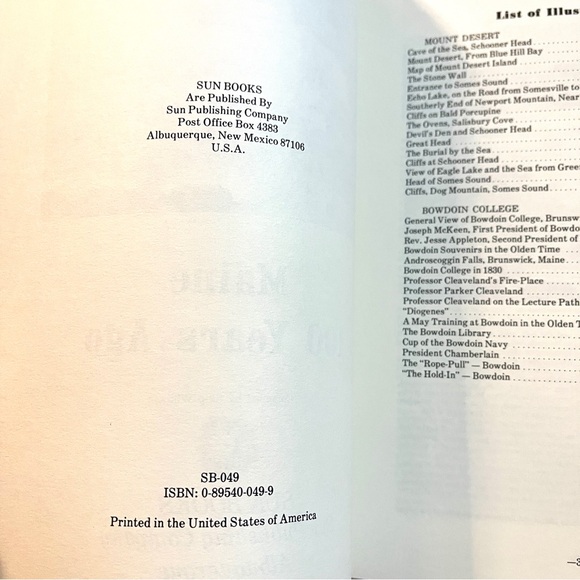 SUN BOOKS
Are Published By
Sun Publishing Company
Post Office Box 4383
Albuquerque, New Mexico 87106
U.S.A.
SB-049
ISBN: 0-89540-049-9
Printed in the United States of America
List of Illus
MOUNT DESERT
Cave of the Sea, Schooner Head
Mount Desert, From Blue Hill Bay
Map of Mount Desert Island
The Stone Wall
Entrance to Somes Sound
Echo Lake, on the Road from Somesville to
Southerly End of Newport Mountain, Near
Cliffs on Bald Porcupine
The Ovens, Salisbury Cove
Devil's Den and Schooner Head
Great Head
The Burial by the Sea
Cliffs at Schooner Head
View of Eagle Lake and the Sea from Gree
Head of Somes Sound
Cliffs, Dog Mountain, Somes Sound
BOWDOIN COLLEGE
General View of Bowdoin College, Brunsw
Joseph McKeen, First President of Bowdo
Rev. Jesse Appleton, Second President of
Bowdoin Souvenirs in the Olden Time
Androscoggin Falls, Brunswick, Maine
Bowdoin College in 1830
Professor Cleaveland's Fire-Place
Professor Parker Cleaveland
Professor Cleaveland on the Lecture Path
"Diogenes"
A May Training at Bowdoin in the Olden T
The Bowdoin Library
Cup of the Bowdoin Navy
President Chamberlain
The "Rope-Pull" — Bowdoin
"The Hold-In" — Bowdoin
—3